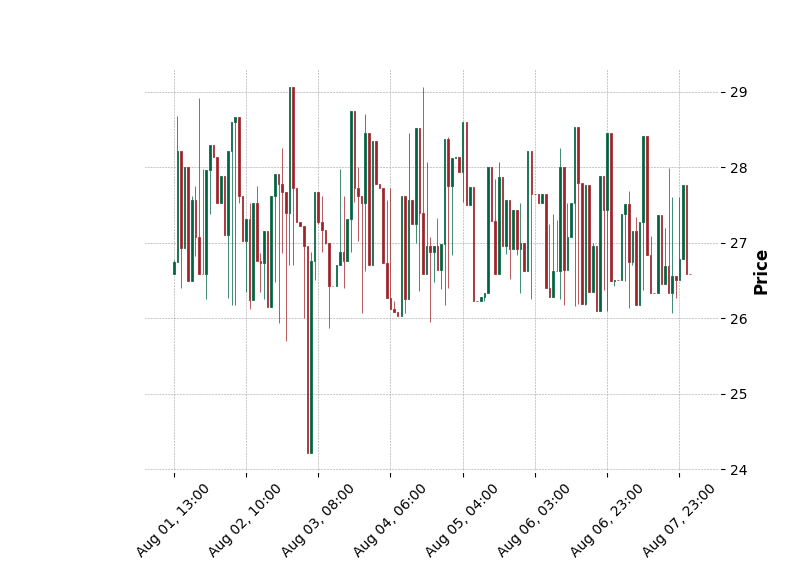 29
28
27
26
25
24
Price
Aug 01, 13:00
Aug 02, 10:00
Aug 03, 08:00
Aug 04, 06:00
Aug 05, 04:00
Aug 06, 03:00
Aug 06, 23:00
Aug 07, 23:00